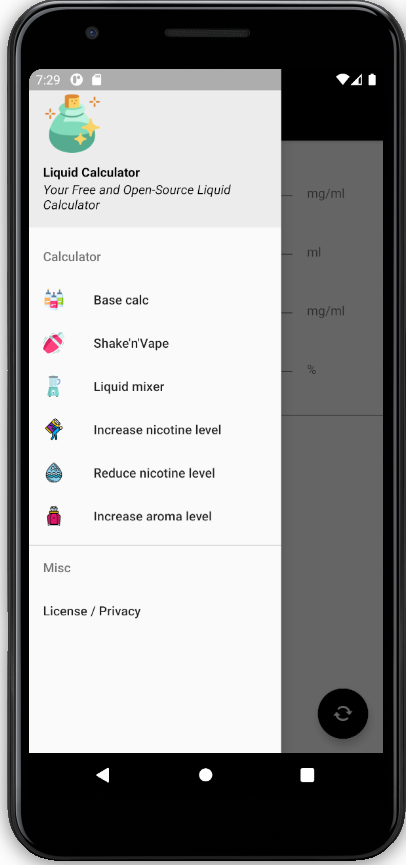 7:29
Liquid Calculator
Your Free and Open-Source Liquid
Calculator
Calculator
Base calc
Shake'n'Vape
Liquid mixer
Increase nicotine level
Reduce nicotine level
Increase aroma level
Misc
License / Privacy
mg/ml
ml
mg/ml
%